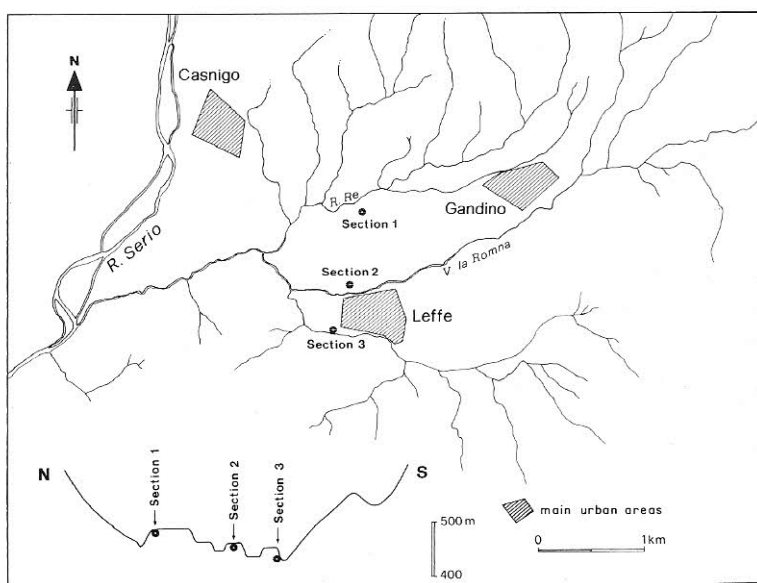 N
Casnigo
R. Serio
R. Re
Section 1
Gandino
V. la Romna
Section 2
Leffe
Section 3
N
Section 1
Section 2
Section 3
S
500 m
400
main urban areas
0
1km